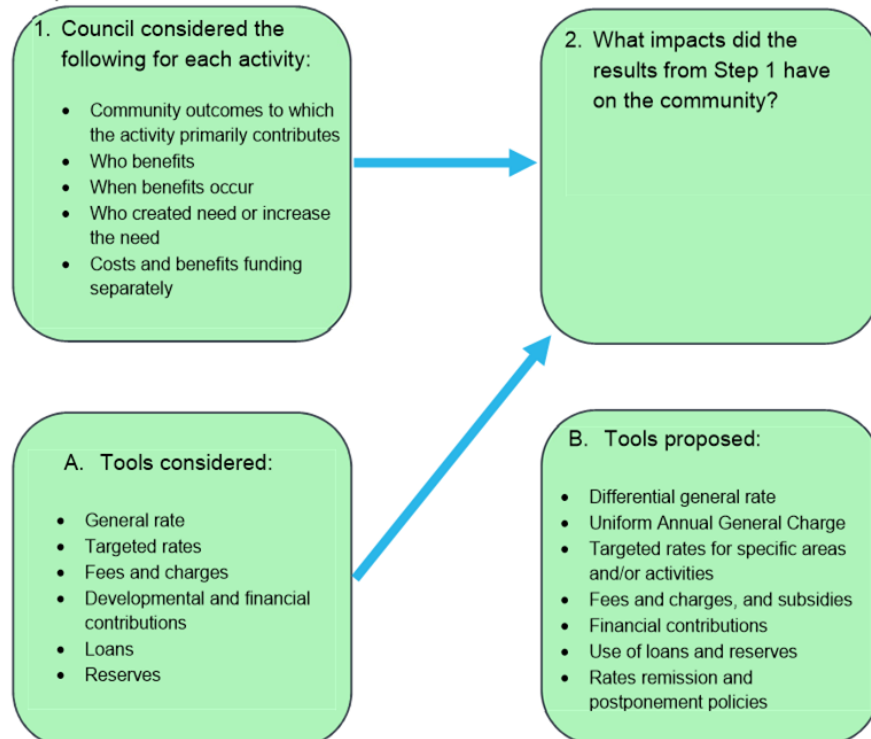 1. Council considered the
following for each activity:
• Community outcomes to which
the activity primarily contributes
• Who benefits
• When benefits occur
• Who created need or increase
the need
• Costs and benefits funding
separately
2. What impacts did the
results from Step 1 have
on the community?
A. Tools considered:
• General rate
• Targeted rates
• Fees and charges
• Developmental and financial
contributions
• Loans
• Reserves
B. Tools proposed:
• Differential general rate
• Uniform Annual General Charge
• Targeted rates for specific areas
and/or activities
• Fees and charges, and subsidies
• Financial contributions
• Use of loans and reserves
• Rates remission and
postponement policies